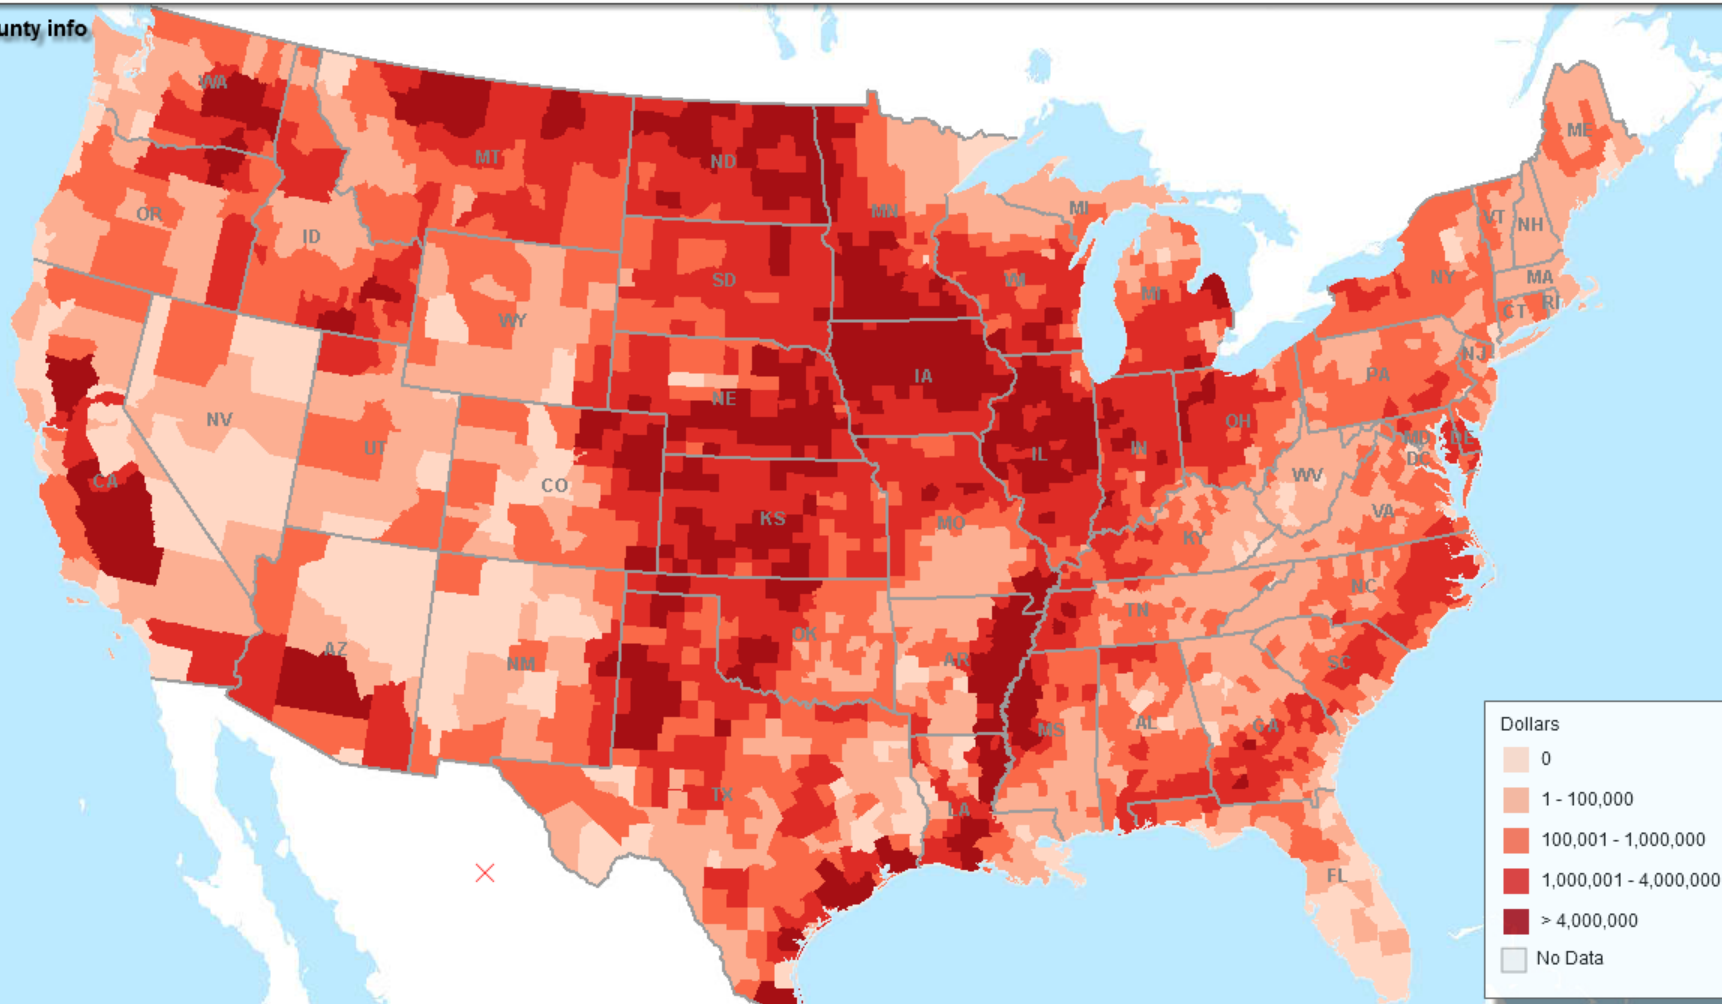 unty info
WA
MT
ND
MN
OR
ID
WY
SD
WI
MI
MI
ME
VT
NH
NY
MA
CT
RI
NV
UT
CO
NE
IA
IL
IN
OH
PA
NJ
MD
DE
DC
CA
KS
MO
KY
WV
VA
AZ
NM
OK
AR
TN
NC
SC
TX
LA
MS
AL
GA
FL
Dollars
0
1 - 100,000
100,001 - 1,000,000
1,000,001 - 4,000,000
> 4,000,000
No Data